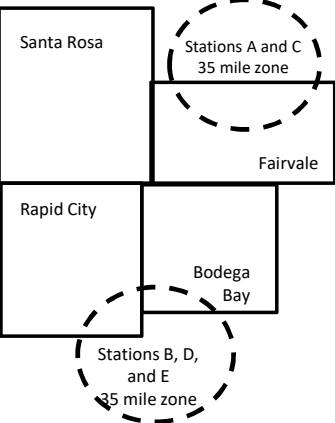 Santa Rosa
Stations A and C
35 mile zone
Fairvale
Rapid City
Bodega
Bay
Stations B, D,
and E
35 mile zone